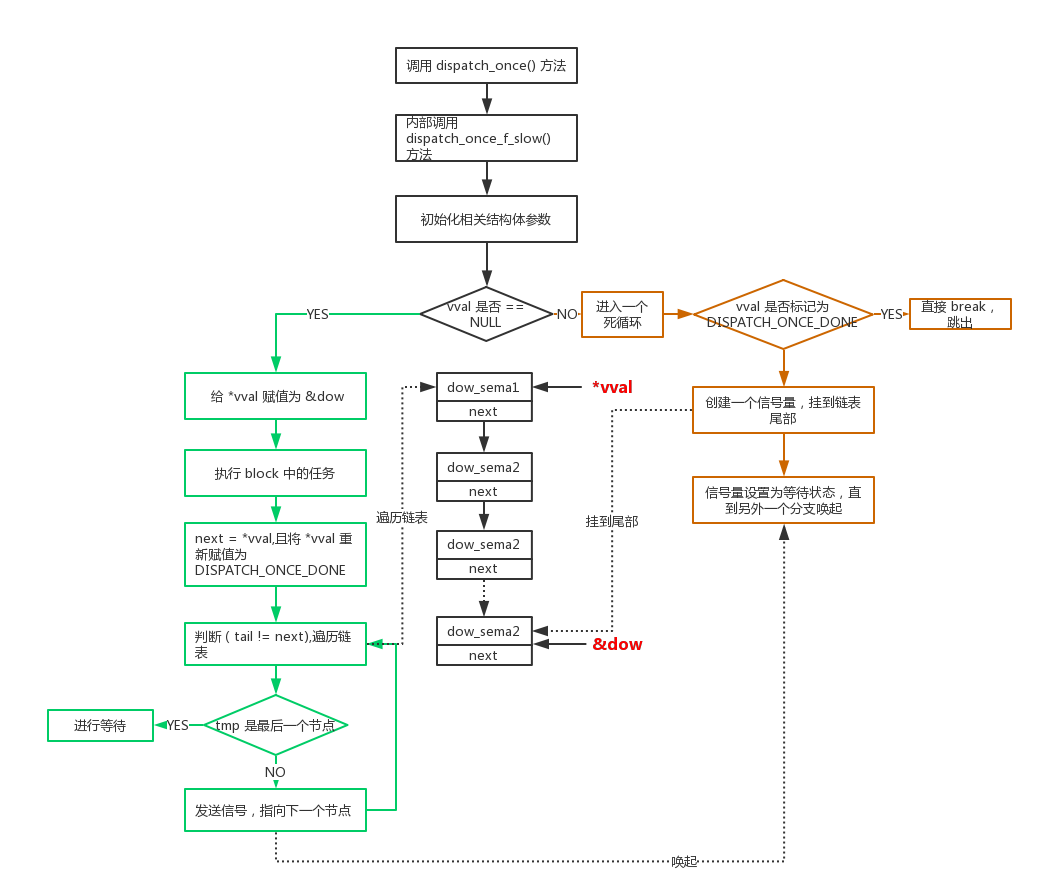 调用 dispatch_once() 方法
内部调用
dispatch_once_f_slow()
方法
初始化相关结构体参数
vval 是否 ==
NULL
YES
NO
进入一个
死循环
vval 是否标记为
DISPATCH_ONCE_DONE
YES
直接 break，
跳出
给 *vval 赋值为 &dow
dow_sema1
next
*vval
创建一个信号量，挂到链表
尾部
执行 block 中的任务
dow_sema2
next
信号量设置为等待状态，直
到另外一个分支唤起
遍历链表
挂到尾部
next = *vval,且将 *vval 重
新赋值为
DISPATCH_ONCE_DONE
dow_sema2
next
判断 ( tail != next),遍历链
表
dow_sema2
next
&dow
进行等待
YES
tmp 是最后一个节点
NO
发送信号，指向下一个节点
唤起